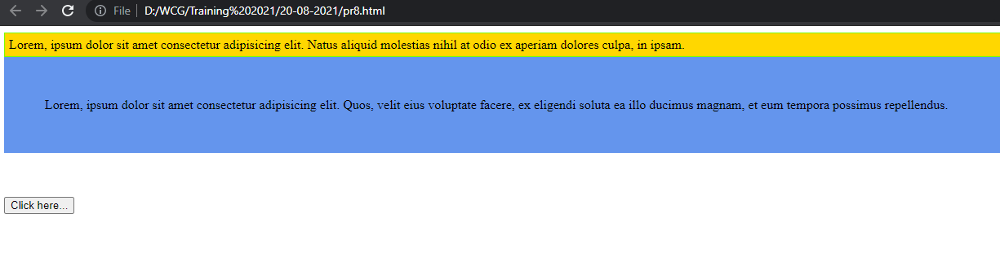 File D:/WCG/Training%202021/20-08-2021/pr8.html
Lorem, ipsum dolor sit amet consectetur adipisicing elit. Natus aliquid molestias nihil at odio ex aperiam dolores culpa, in ipsam.
Lorem, ipsum dolor sit amet consectetur adipisicing elit. Quos, velit eius voluptate facere, ex eligendi soluta ea illo ducimus magnam, et eum tempora possimus repellendus.
Click here...